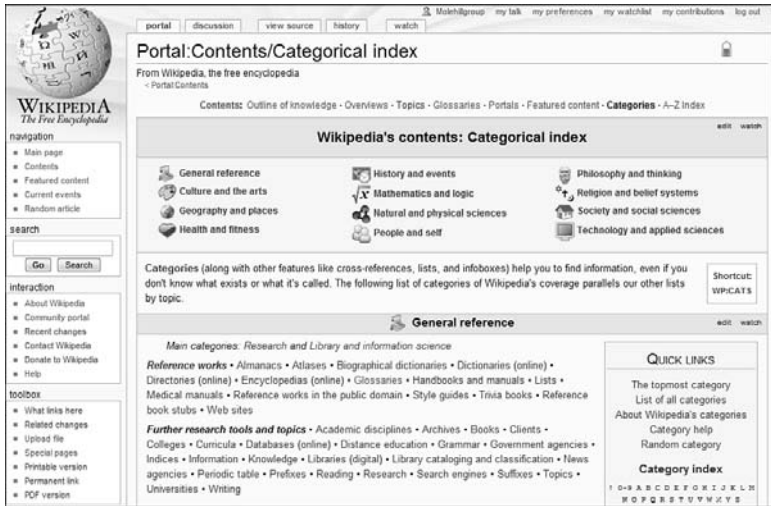 Molehillgroup my talk my preferences my watchlist my contributions log out
portal discussion view source history watch
WIKIPEDIA
The Free Encyclopedia
navigation
Main page
Contents
Featured content
Current events
Random article
search
Go Search
interaction
About Wikipedia
Community portal
Recent changes
Contact Wikipedia
Donate to Wikipedia
Help
toolbox
What links here
Related changes
Upload file
Special pages
Printable version
Permanent link
PDF version
Portal:Contents/Categorical index
From Wikipedia, the free encyclopedia
< Portal:Contents
Contents: Outline of knowledge - Overviews - Topics - Glossaries - Portals - Featured content - Categories - A–Z Index
Wikipedia's contents: Categorical index
edit watch
General reference
Culture and the arts
Geography and places
Health and fitness
History and events
Mathematics and logic
Natural and physical sciences
People and self
Philosophy and thinking
Religion and belief systems
Society and social sciences
Technology and applied sciences
Categories (along with other features like cross-references, lists, and infoboxes) help you to find information, even if you
don't know what exists or what it's called. The following list of categories of Wikipedia's coverage parallels our other lists
by topic.
Shortcut:
WP:CATS
General reference
edit watch
Main categories: Research and Library and information science
Reference works • Almanacs • Atlases • Biographical dictionaries • Dictionaries (online) •
Directories (online) • Encyclopedias (online) • Glossaries • Handbooks and manuals • Lists •
Medical manuals • Reference works in the public domain • Style guides • Trivia books • Reference
book stubs • Web sites
Further research tools and topics • Academic disciplines • Archives • Books • Clients •
Colleges • Curricula • Databases (online) • Distance education • Grammar • Government agencies •
Indices • Information • Knowledge • Libraries (digital) • Library cataloging and classification • News
agencies • Periodic table • Prefixes • Reading • Research • Search engines • Suffixes • Topics •
Universities • Writing
QUICK LINKS
The topmost category
List of all categories
About Wikipedia's categories
Category help
Random category
Category index
! 0-9 A B C D E F G H I J K L M
N O P Q R S T U V W X Y Z